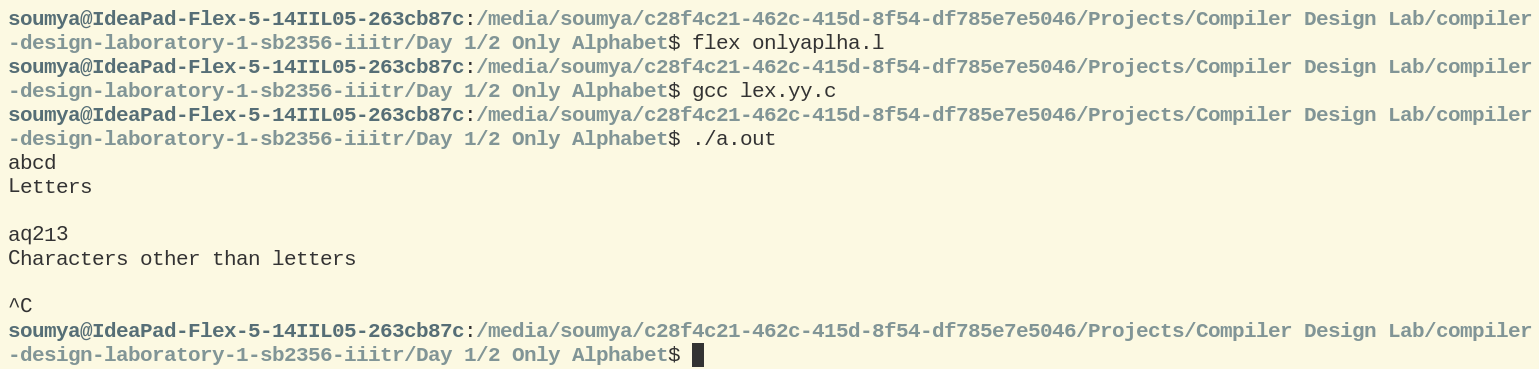 soumya@IdeaPad-Flex-5-14IIL05-263cb87c:/media/soumya/c28f4c21-462c-415d-8f54-df785e7e5046/Projects/Compiler Design Lab/compiler
-design-laboratory-1-sb2356-iiitr/Day 1/2 Only Alphabet$ flex onlyaplha.l
soumya@IdeaPad-Flex-5-14IIL05-263cb87c:/media/soumya/c28f4c21-462c-415d-8f54-df785e7e5046/Projects/Compiler Design Lab/compiler
-design-laboratory-1-sb2356-iiitr/Day 1/2 Only Alphabet$ gcc lex.yy.c
soumya@IdeaPad-Flex-5-14IIL05-263cb87c:/media/soumya/c28f4c21-462c-415d-8f54-df785e7e5046/Projects/Compiler Design Lab/compiler
-design-laboratory-1-sb2356-iiitr/Day 1/2 Only Alphabet$ ./a.out
abcd
Letters

aq213
Characters other than letters

^C
soumya@IdeaPad-Flex-5-14IIL05-263cb87c:/media/soumya/c28f4c21-462c-415d-8f54-df785e7e5046/Projects/Compiler Design Lab/compiler
-design-laboratory-1-sb2356-iiitr/Day 1/2 Only Alphabet$